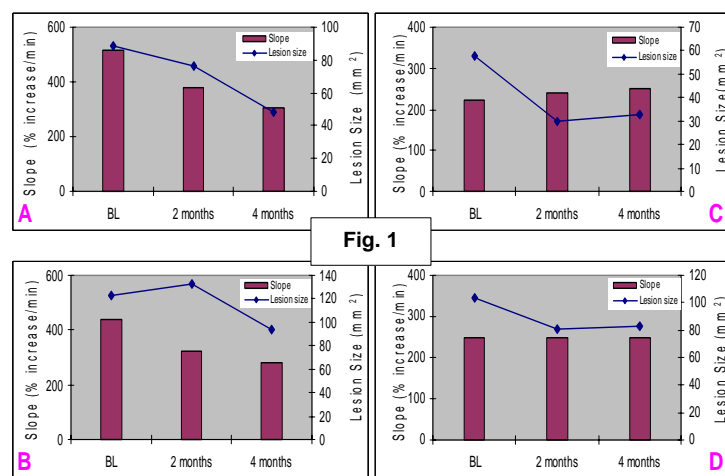 600
400
200
0
Slope (% increase/min)
100
80
60
40
20
0
Lesion Size (mm²)
Slope
Lesion size
BL 2 months 4 months
A
400
300
200
100
0
Slope (% increase/min)
70
60
50
40
30
20
10
0
Lesion Size(mm²)
Slope
Lesion size
BL 2 months 4 months
C
Fig. 1
600
400
200
0
Slope (% increase/min)
140
120
100
80
60
40
20
0
Lesion Size (mm²)
Slope
Lesion size
BL 2 months 4 months
B
400
300
200
100
0
Slope (% increase/min)
120
100
80
60
40
20
0
Lesion Size (mm²)
Slope
Lesion size
BL 2 months 4 months
D